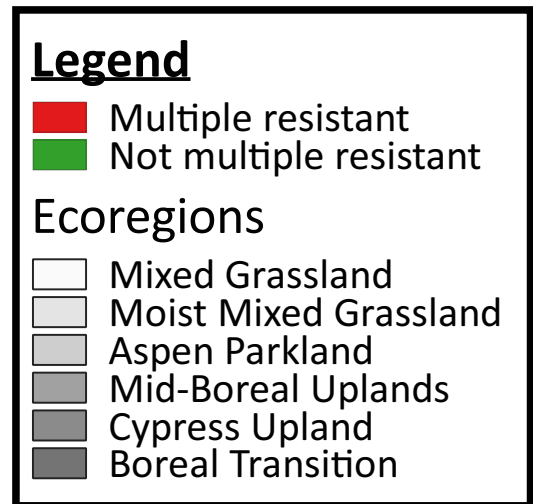 Legend
Multiple resistant
Not multiple resistant
Ecoregions
Mixed Grassland
Moist Mixed Grassland
Aspen Parkland
Mid-Boreal Uplands
Cypress Upland
Boreal Transition